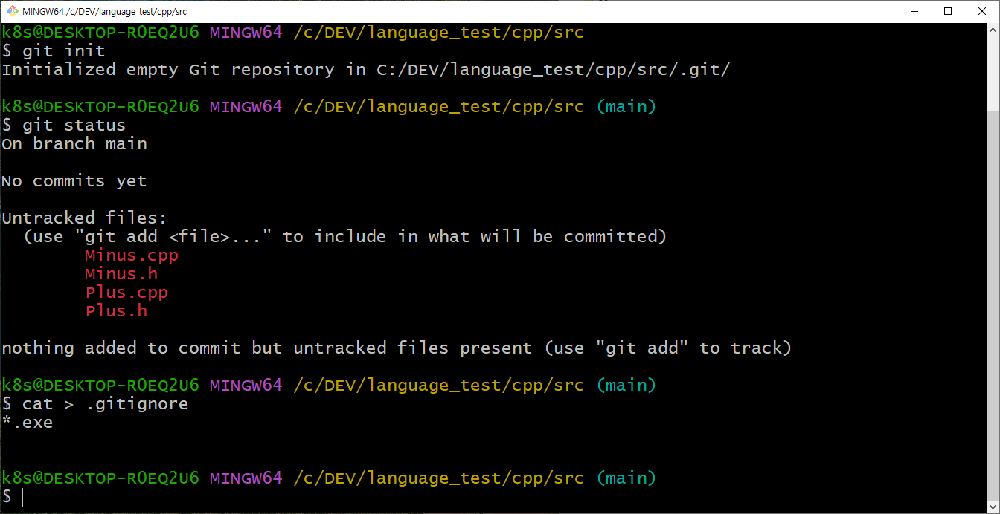 MINGW64:/c/DEV/language_test/cpp/src
k8s@DESKTOP-R0EQ2U6 MINGW64 /c/DEV/language_test/cpp/src
$ git init
Initialized empty Git repository in C:/DEV/language_test/cpp/src/.git/
k8s@DESKTOP-R0EQ2U6 MINGW64 /c/DEV/language_test/cpp/src (main)
$ git status
On branch main
No commits yet
Untracked files:
  (use "git add <file>..." to include in what will be committed)
        Minus.cpp
        Minus.h
        Plus.cpp
        Plus.h
nothing added to commit but untracked files present (use "git add" to track)
k8s@DESKTOP-R0EQ2U6 MINGW64 /c/DEV/language_test/cpp/src (main)
$ cat > .gitignore
*.exe
k8s@DESKTOP-R0EQ2U6 MINGW64 /c/DEV/language_test/cpp/src (main)
$